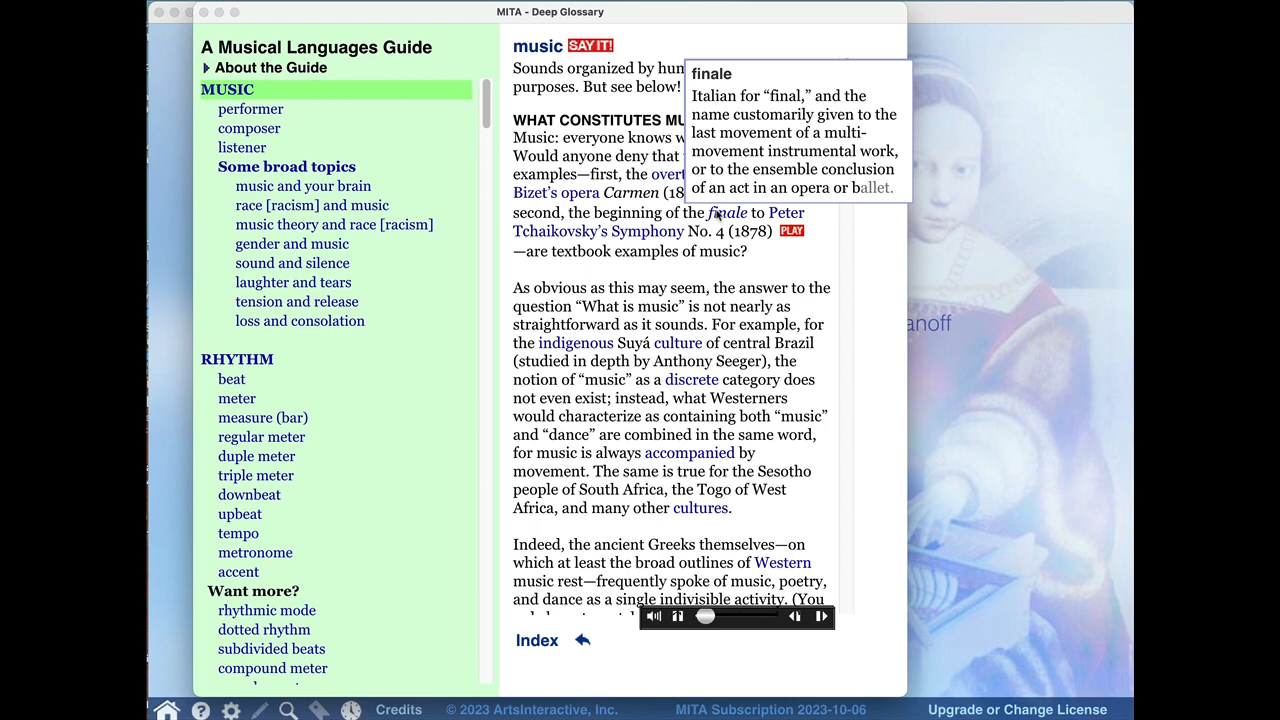 MITA - Deep Glossary
A Musical Languages Guide
About the Guide
MUSIC
performer
composer
listener
Some broad topics
music and your brain
race [racism] and music
music theory and race [racism]
gender and music
sound and silence
laughter and tears
tension and release
loss and consolation
RHYTHM
beat
meter
measure (bar)
regular meter
duple meter
triple meter
downbeat
upbeat
tempo
metronome
accent
Want more?
rhythmic mode
dotted rhythm
subdivided beats
compound meter
music SAY IT!
Sounds organized by hum
purposes. But see below!
WHAT CONSTITUTES MU
Music: everyone knows w
Would anyone deny that
examples—first, the overt
Bizet's opera Carmen (18
second, the beginning of the finale to Peter
Tchaikovsky's Symphony No. 4 (1878) PLAY
—are textbook examples of music?
As obvious as this may seem, the answer to the
question “What is music” is not nearly as
straightforward as it sounds. For example, for
the indigenous Suyá culture of central Brazil
(studied in depth by Anthony Seeger), the
notion of “music” as a discrete category does
not even exist; instead, what Westerners
would characterize as containing both “music”
and “dance” are combined in the same word,
for music is always accompanied by
movement. The same is true for the Sesotho
people of South Africa, the Togo of West
Africa, and many other cultures.
Indeed, the ancient Greeks themselves—on
which at least the broad outlines of Western
music rest—frequently spoke of music, poetry,
and dance as a single indivisible activity. (You
Index
finale
Italian for “final,” and the
name customarily given to the
last movement of a multi-
movement instrumental work,
or to the ensemble conclusion
of an act in an opera or ballet.
anoff
Credits
© 2023 ArtsInteractive, Inc.
MITA Subscription 2023-10-06
Upgrade or Change License